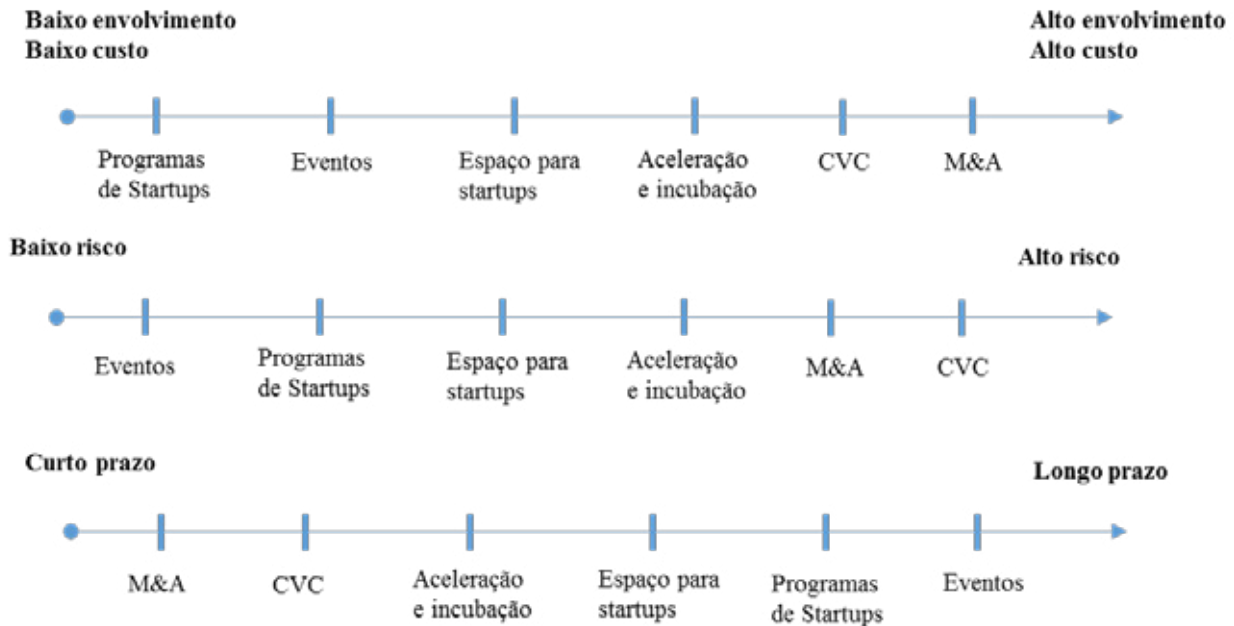 Baixo envolvimento
Baixo custo
Alto envolvimento
Alto custo
Programas
de Startups
Eventos
Espaço para
startups
Aceleração
e incubação
CVC
M&A
Baixo risco
Alto risco
Eventos
Programas
de Startups
Espaço para
startups
Aceleração
e incubação
M&A
CVC
Curto prazo
Longo prazo
M&A
CVC
Aceleração
e incubação
Espaço para
startups
Programas
de Startups
Eventos